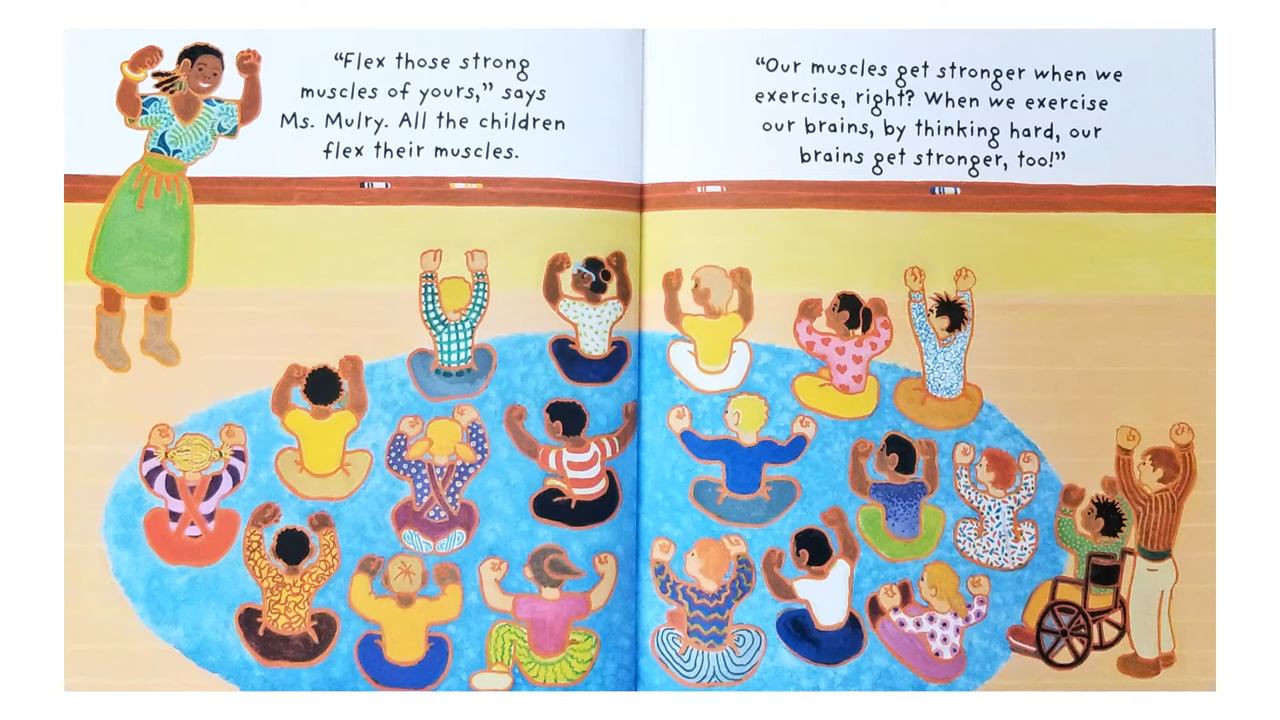 “Flex those strong
muscles of yours,” says
Ms. Mulry. All the children
flex their muscles.
“Our muscles get stronger when we
exercise, right? When we exercise
our brains, by thinking hard, our
brains get stronger, too!”